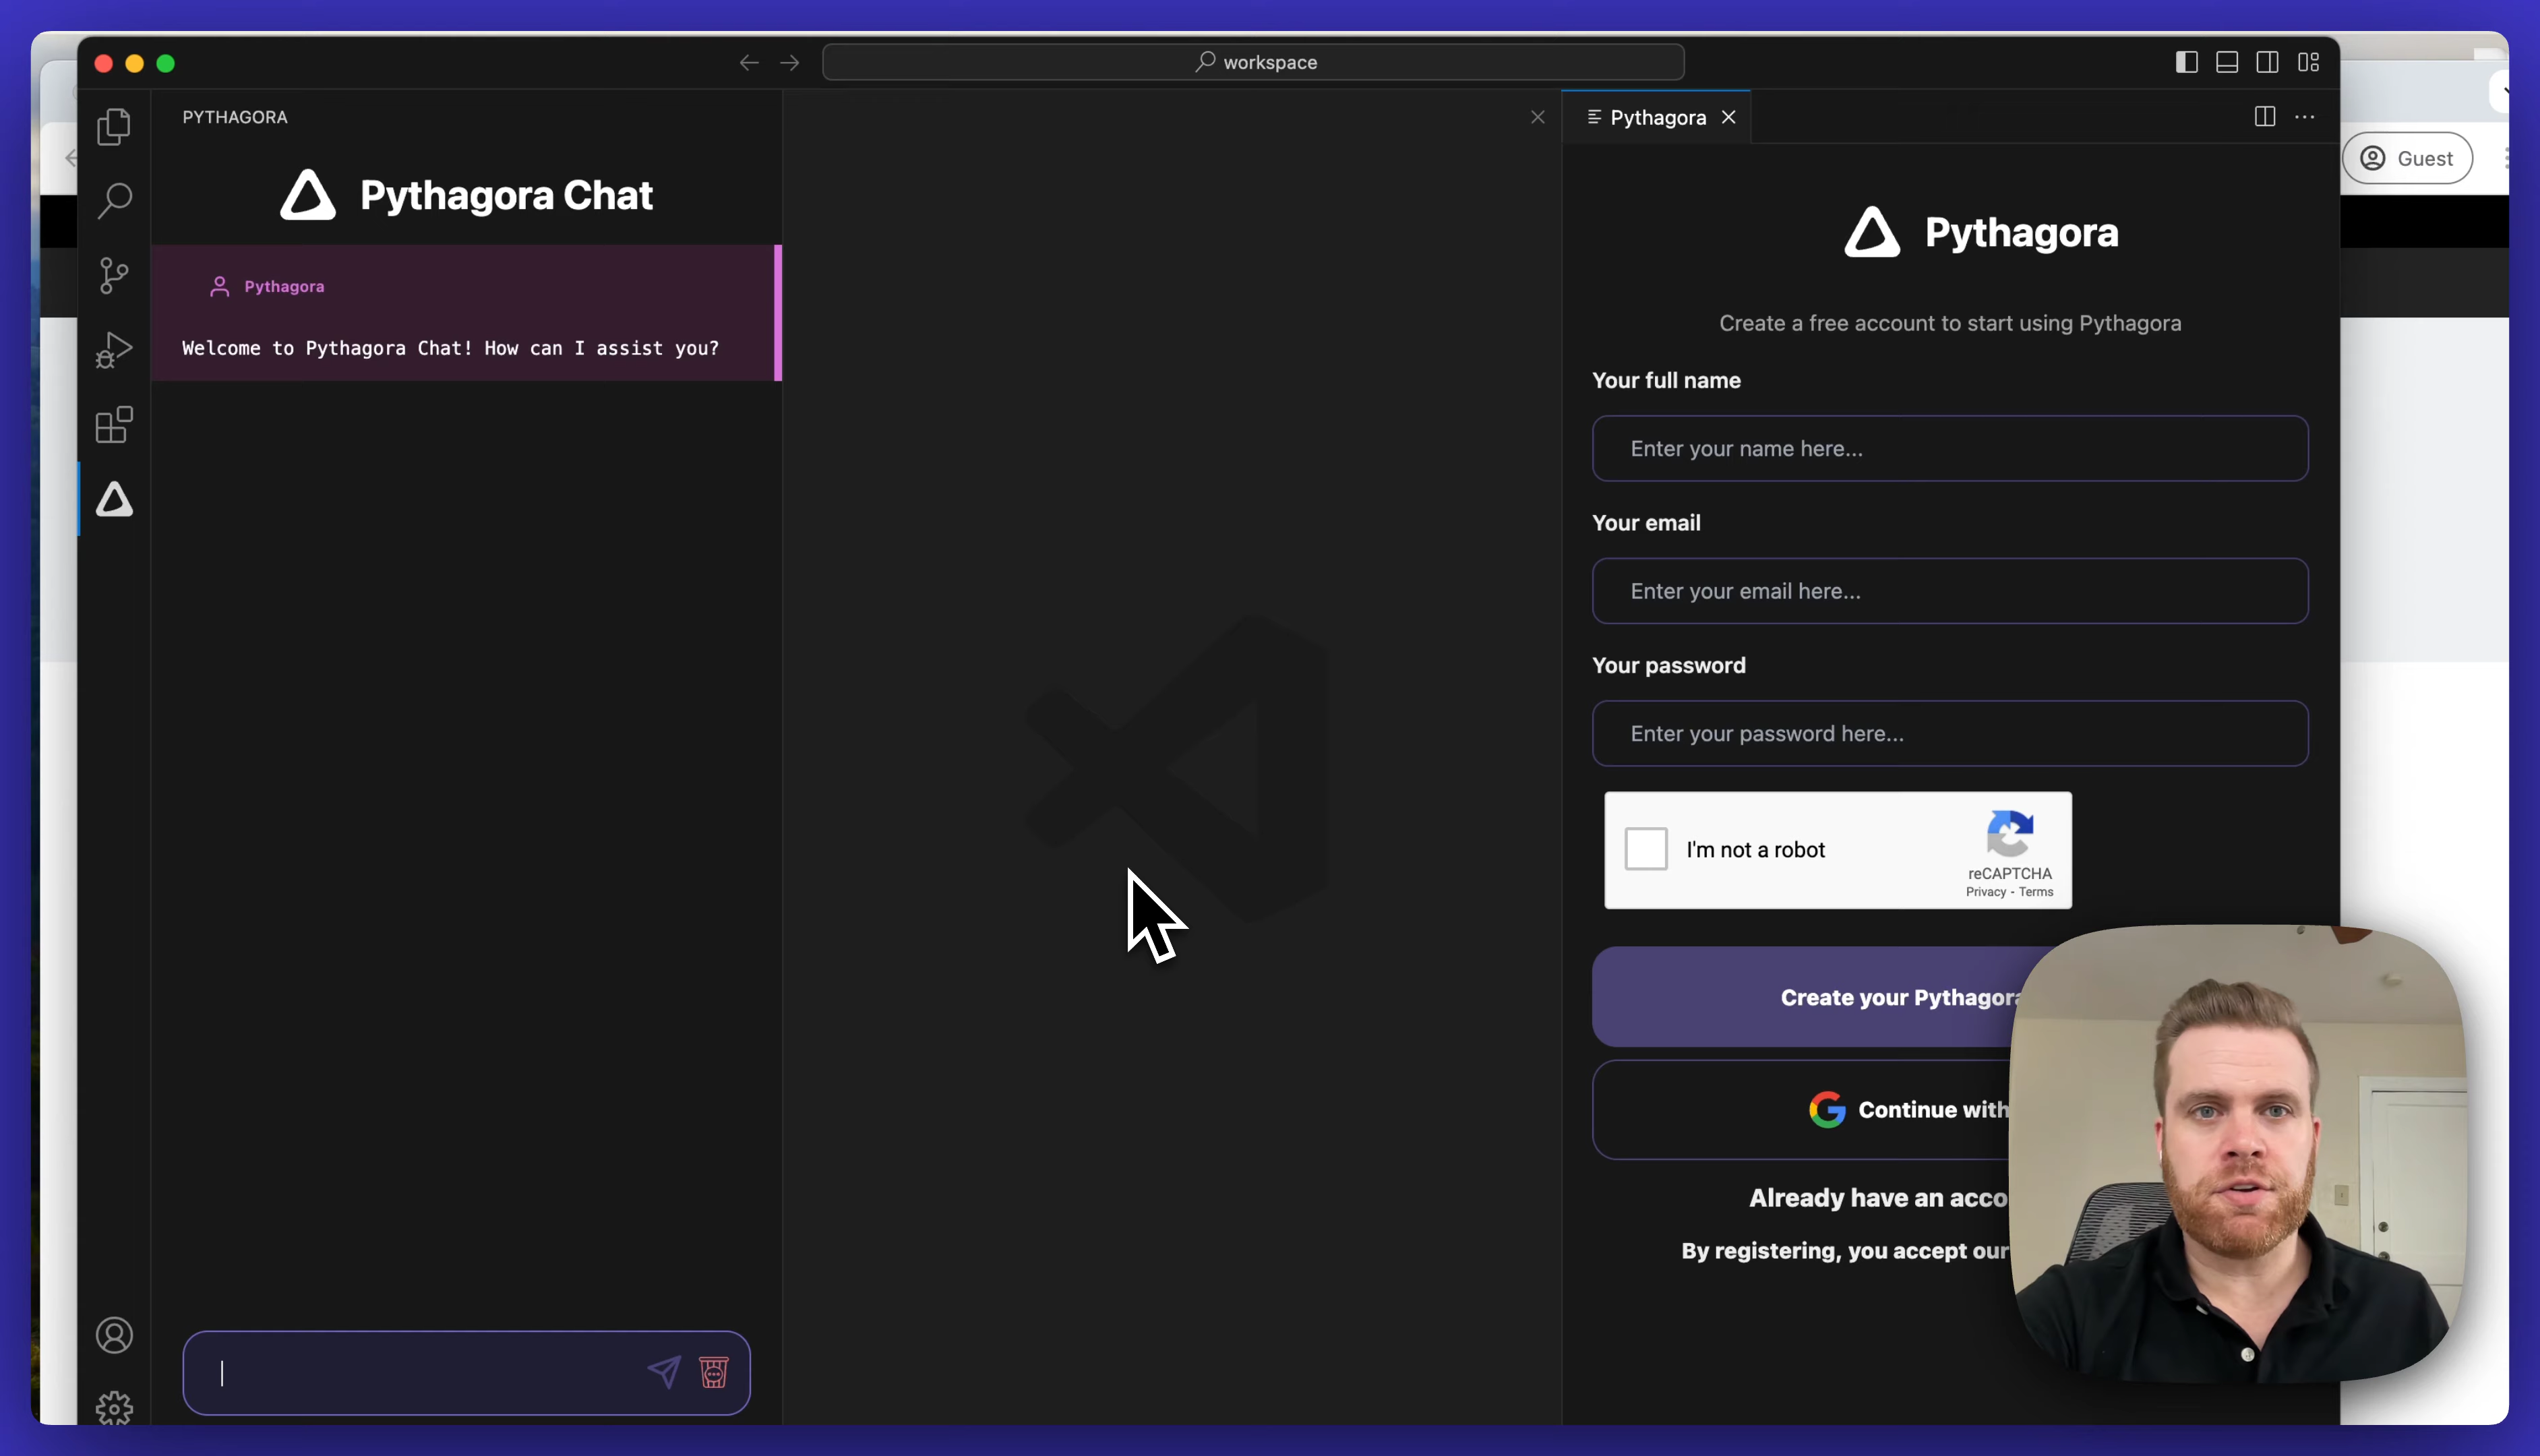 workspace
PYTHAGORA
Pythagora Chat
Pythagora
Welcome to Pythagora Chat! How can I assist you?
Pythagora
Guest
Pythagora
Create a free account to start using Pythagora
Your full name
Enter your name here...
Your email
Enter your email here...
Your password
Enter your password here...
I'm not a robot
reCAPTCHA
Privacy - Terms
Create your Pythagora
Continue with
Already have an acco
By registering, you accept our